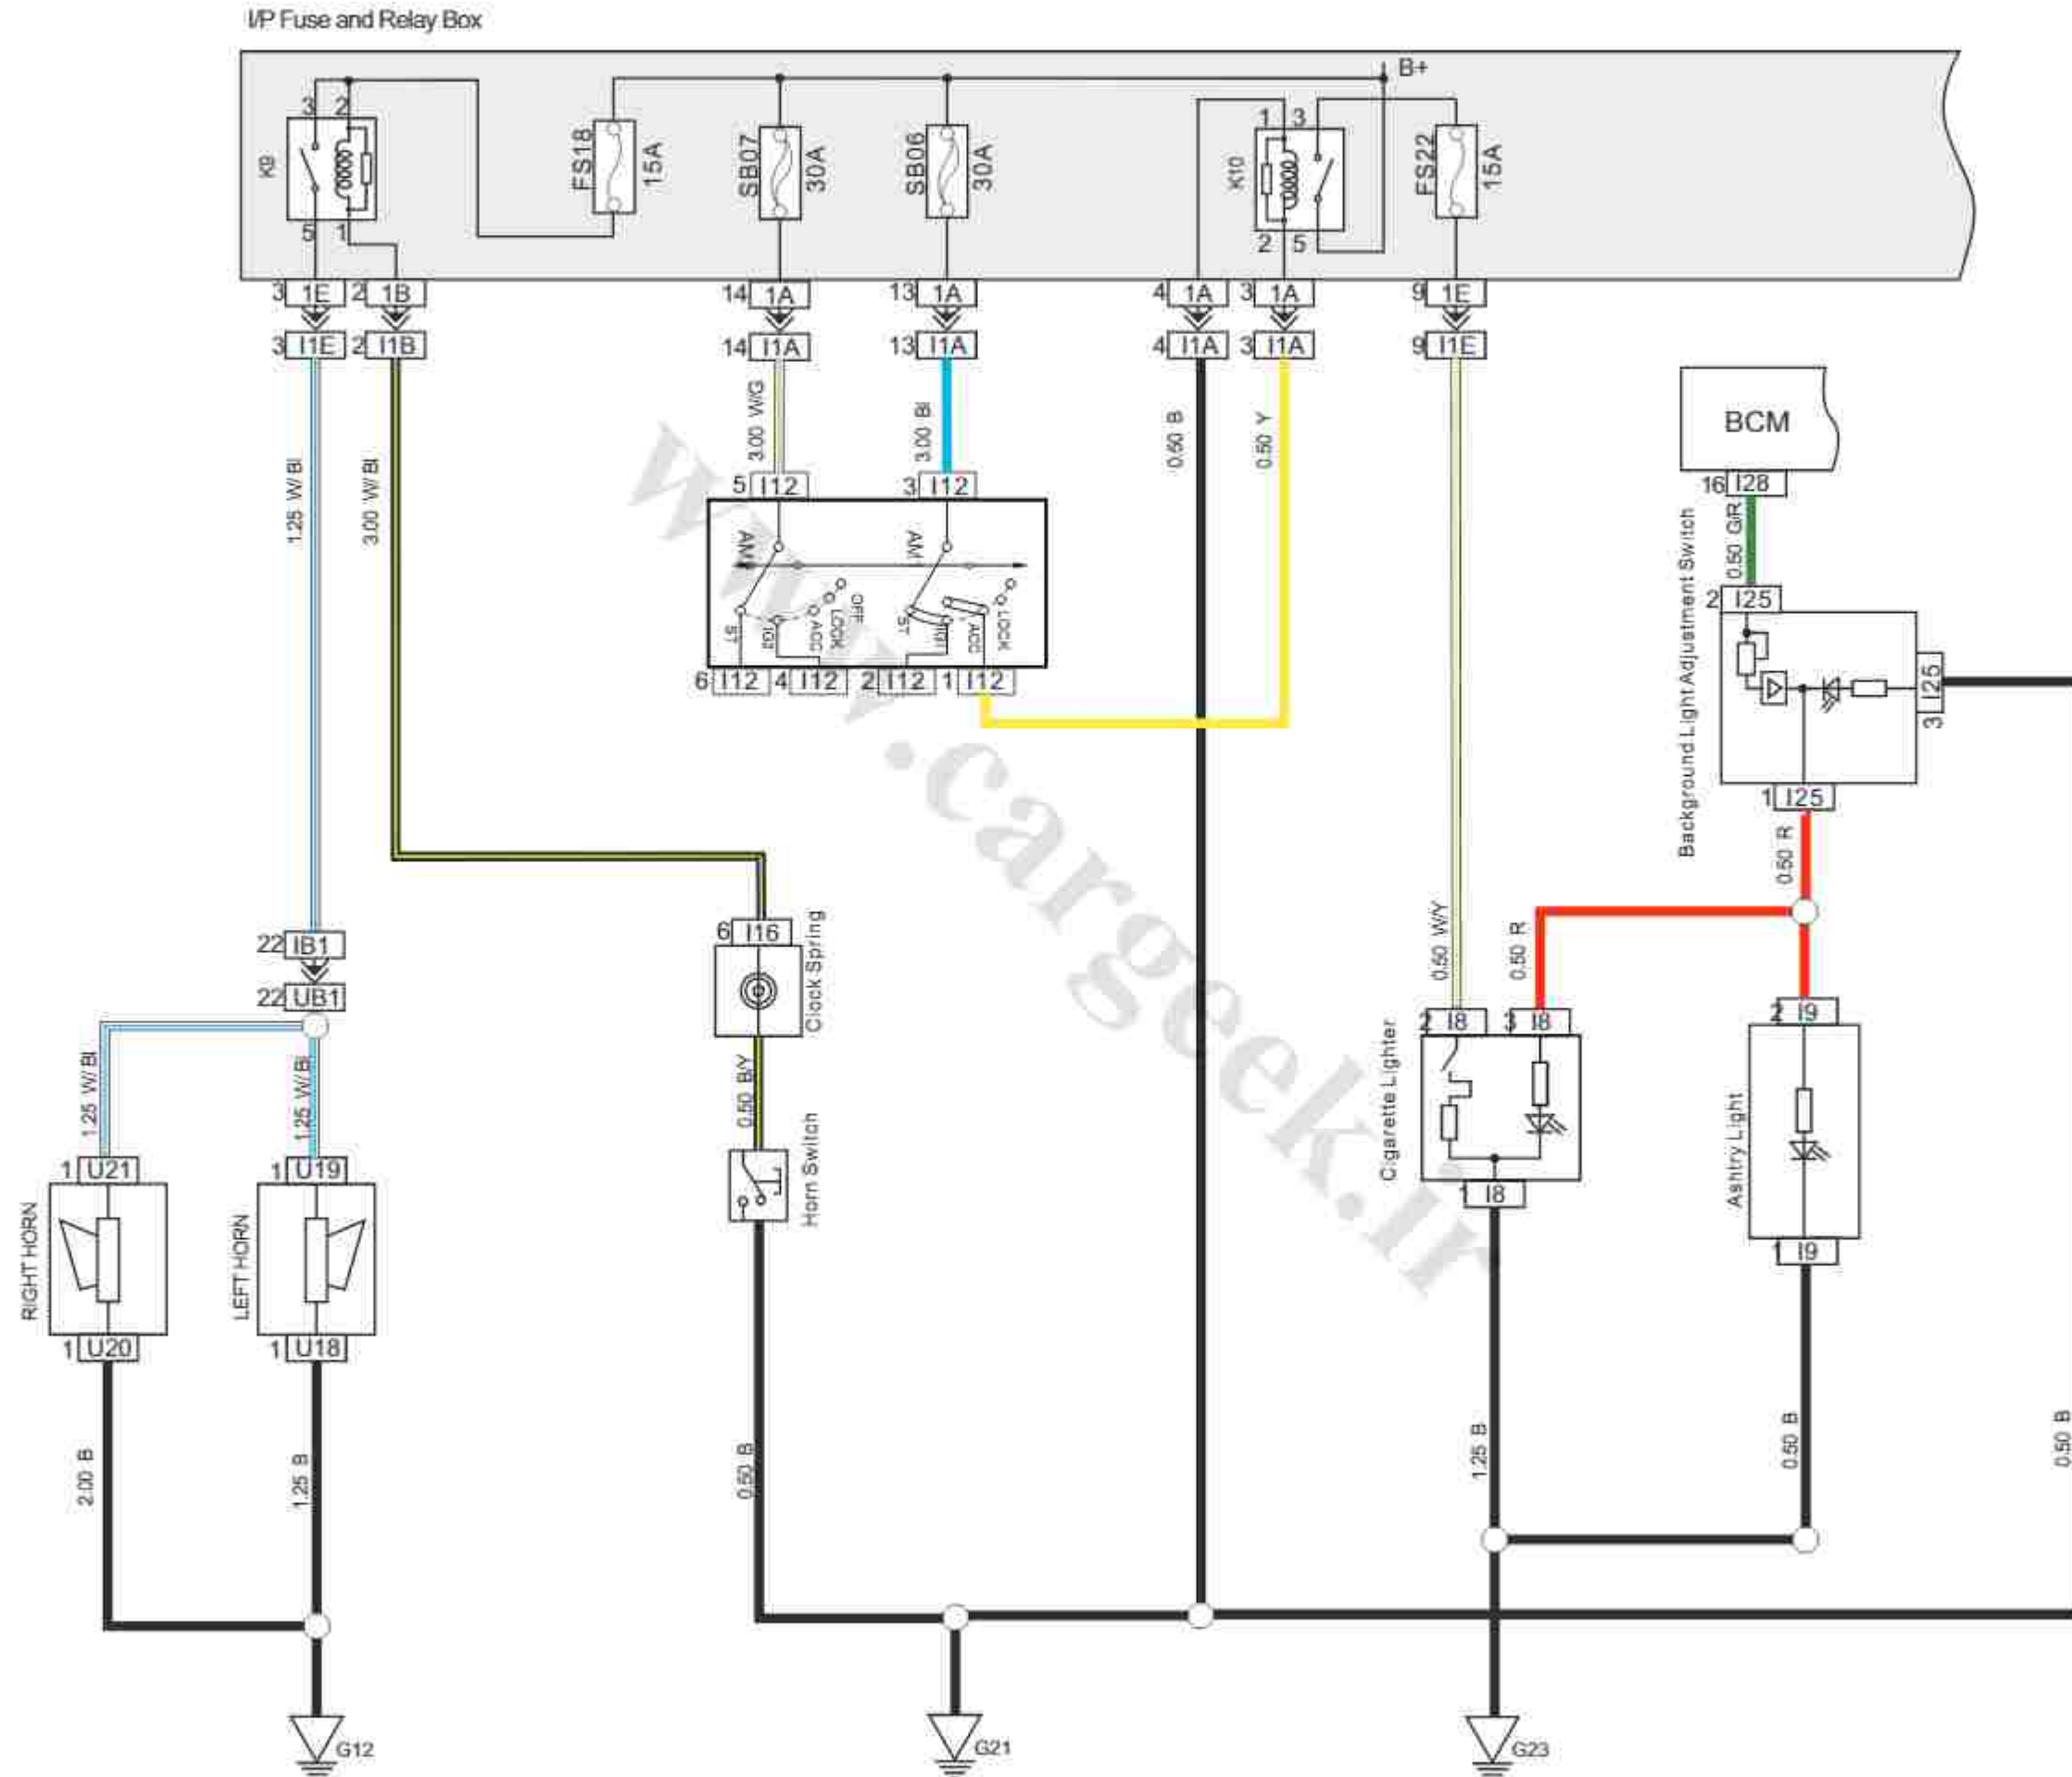 I/P Fuse and Relay Box
B+
3 2
K9
5 1
FS18
15A
SB07
30A
SB06
30A
1 3
K10
2 5
FS22
15A
3 1E
2 1B
14 1A
13 1A
4 1A
3 1A
9 1E
3 I1E
2 I1B
14 I1A
13 I1A
4 I1A
3 I1A
9 I1E
1.25 W/Bl
3.00 W/Bl
3.00 W/G
3.00 Bl
0.50 B
0.50 Y
BCM
16 I28
0.50 GR
5 I12
3 I12
AM
AM
ST
IG2
ACC
LOCK
OFF
ST
IG1
ACC
LOCK
6 I12
4 I12
2 I12
1 I12
Background Light Adjustment Switch
2 I25
3 I25
1 I25
0.50 R
0.50 W/Y
0.50 R
22 IB1
22 UB1
6 I16
Clock Spring
0.50 B/Y
Horn Switch
1.25 W/Bl
1.25 W/Bl
2 I8
3 I8
Cigarette Lighter
1 I8
2 I9
Ashtry Light
1 I9
1 U21
RIGHT HORN
1 U20
1 U19
LEFT HORN
1 U18
2.00 B
1.25 B
0.50 B
1.25 B
0.50 B
0.50 B
G12
G21
G23
www.cargeek.ir